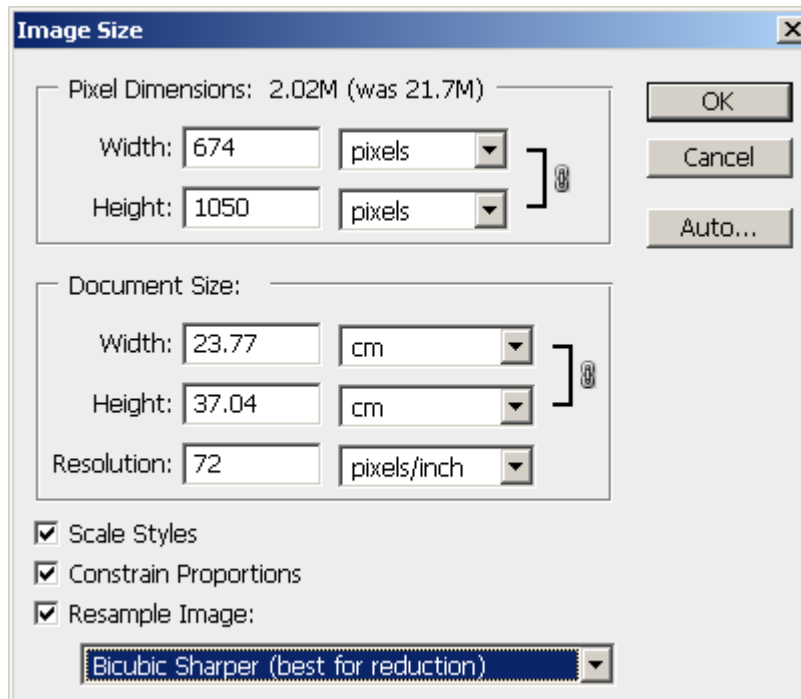 Image Size
Pixel Dimensions: 2.02M (was 21.7M)
OK
Width: 674 pixels
Cancel
Height: 1050 pixels
Auto...
Document Size:
Width: 23.77 cm
Height: 37.04 cm
Resolution: 72 pixels/inch
Scale Styles
Constrain Proportions
Resample Image:
Bicubic Sharper (best for reduction)